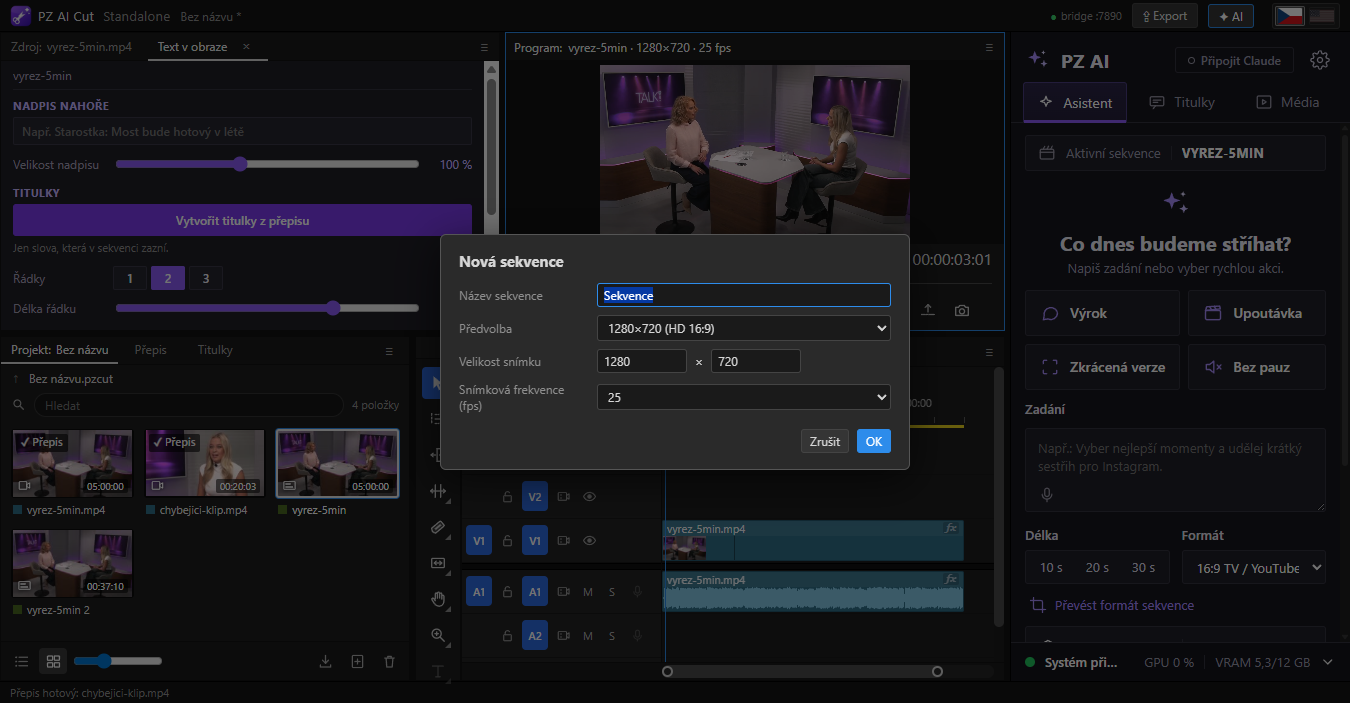 PZ AI Cut Standalone Bez názvu *
bridge :7890 Export AI
Zdroj: vyrez-5min.mp4 Text v obraze ×
vyrez-5min
NADPIS NAHOŘE
Např. Starostka: Most bude hotový v létě
Velikost nadpisu 100 %
TITULKY
Vytvořit titulky z přepisu
Jen slova, která v sekvenci zazní.
Řádky 1 2 3
Délka řádku
Program: vyrez-5min · 1280×720 · 25 fps
TALK!
00:00:03:01
Nová sekvence
Název sekvence Sekvence
Předvolba 1280×720 (HD 16:9)
Velikost snímku 1280 × 720
Snímková frekvence
(fps)
25
Zrušit OK
Projekt: Bez názvu Přepis Titulky
↑ Bez názvu.pzcut
Hledat 4 položky
✓ Přepis
05:00:00
vyrez-5min.mp4
✓ Přepis
00:20:03
chybejici-klip.mp4
05:00:00
vyrez-5min
00:37:10
vyrez-5min 2
:00:00
V2
V1 V1
vyrez-5min.mp4 fx
A1 A1 M S
vyrez-5min.mp4 fx
A2 M S
PZ AI Připojit Claude
Asistent Titulky Média
Aktivní sekvence VYREZ-5MIN
Co dnes budeme stříhat?
Napiš zadání nebo vyber rychlou akci.
Výrok Upoutávka
Zkrácená verze Bez pauz
Zadání
Např.: Vyber nejlepší momenty a udělej krátký
sestřih pro Instagram.
Délka Formát
10 s 20 s 30 s 16:9 TV / YouTube
Převést formát sekvence
Systém při... GPU 0 % VRAM 5,3/12 GB
Přepis hotový: chybejici-klip.mp4